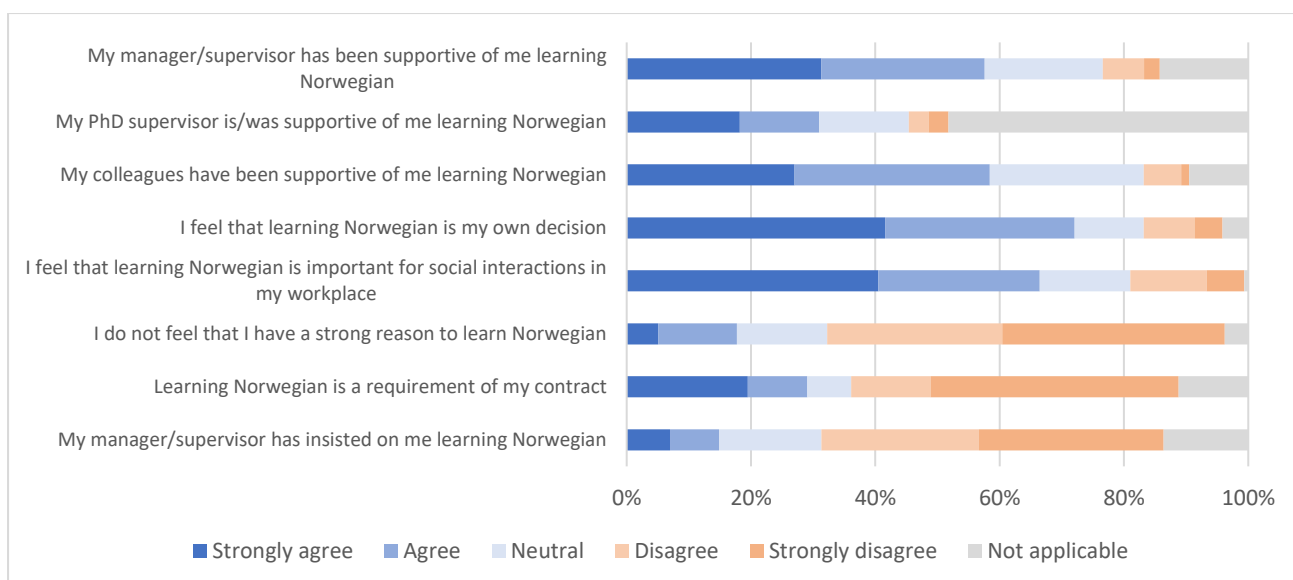 My manager/supervisor has been supportive of me learning
Norwegian
My PhD supervisor is/was supportive of me learning Norwegian
My colleagues have been supportive of me learning Norwegian
I feel that learning Norwegian is my own decision
I feel that learning Norwegian is important for social interactions in
my workplace
I do not feel that I have a strong reason to learn Norwegian
Learning Norwegian is a requirement of my contract
My manager/supervisor has insisted on me learning Norwegian
0% 20% 40% 60% 80% 100%
Strongly agree Agree Neutral Disagree Strongly disagree Not applicable